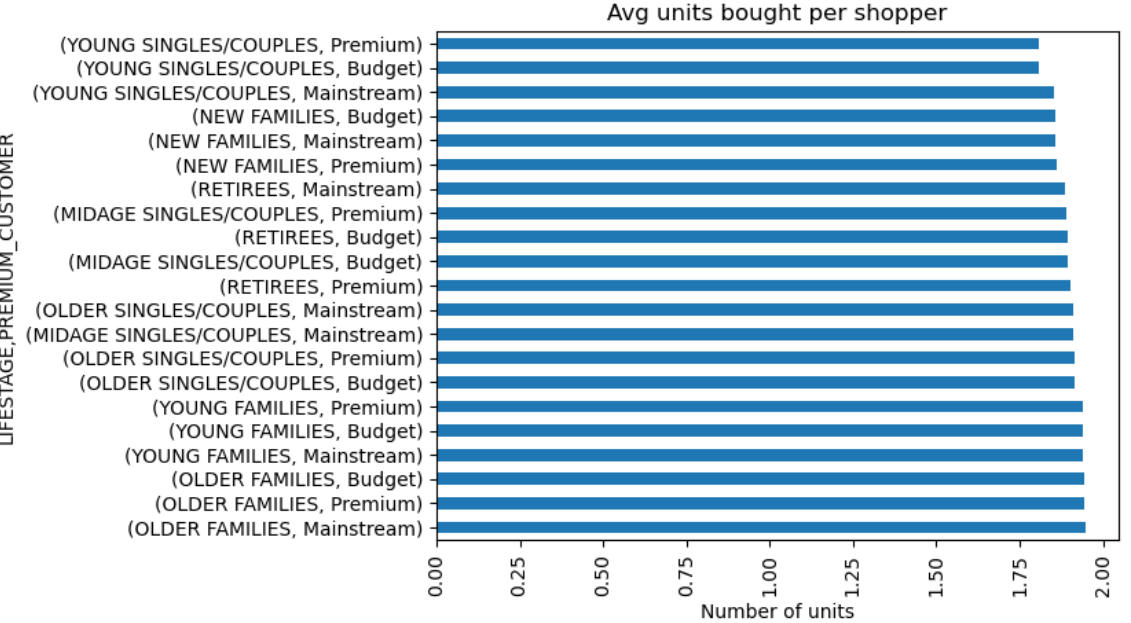 Avg units bought per shopper
(YOUNG SINGLES/COUPLES, Premium)
(YOUNG SINGLES/COUPLES, Budget)
(YOUNG SINGLES/COUPLES, Mainstream)
(NEW FAMILIES, Budget)
(NEW FAMILIES, Mainstream)
(NEW FAMILIES, Premium)
(RETIREES, Mainstream)
(MIDAGE SINGLES/COUPLES, Premium)
(RETIREES, Budget)
(MIDAGE SINGLES/COUPLES, Budget)
(RETIREES, Premium)
(OLDER SINGLES/COUPLES, Mainstream)
(MIDAGE SINGLES/COUPLES, Mainstream)
(OLDER SINGLES/COUPLES, Premium)
(OLDER SINGLES/COUPLES, Budget)
(YOUNG FAMILIES, Premium)
(YOUNG FAMILIES, Budget)
(YOUNG FAMILIES, Mainstream)
(OLDER FAMILIES, Budget)
(OLDER FAMILIES, Premium)
(OLDER FAMILIES, Mainstream)
LIFESTAGE,PREMIUM_CUSTOMER
0.00 0.25 0.50 0.75 1.00 1.25 1.50 1.75 2.00
Number of units